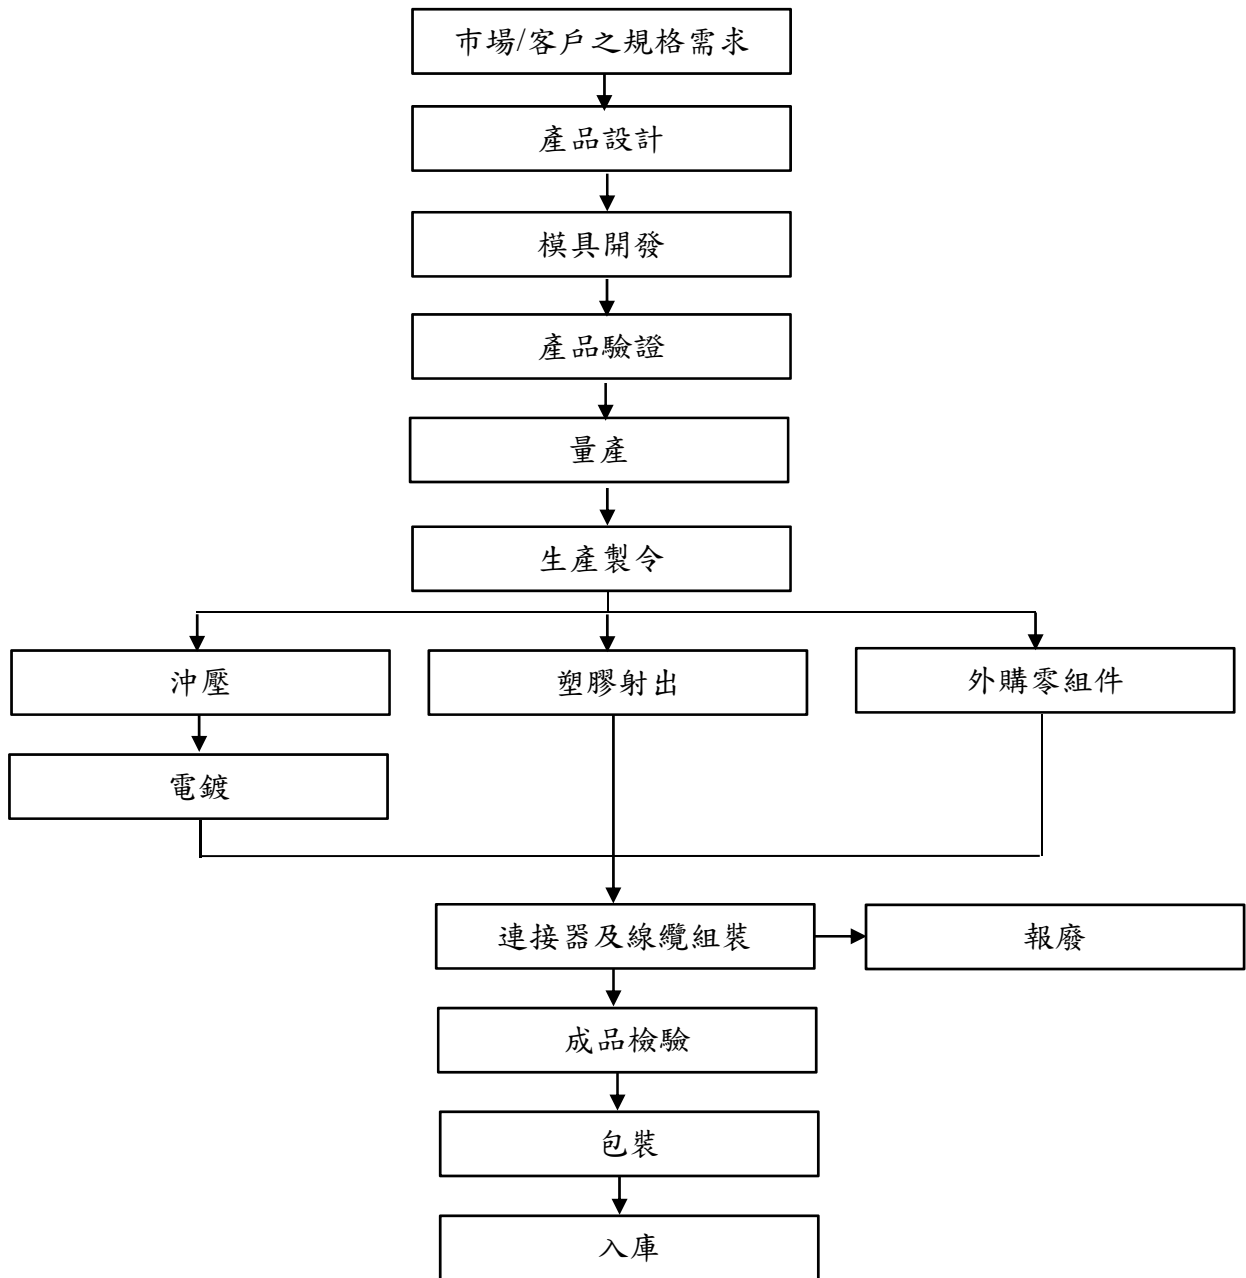 市場/客戶之規格需求
產品設計
模具開發
產品驗證
量產
生產製令
沖壓
塑膠射出
外購零組件
電鍍
連接器及線纜組裝
報廢
成品檢驗
包裝
入庫